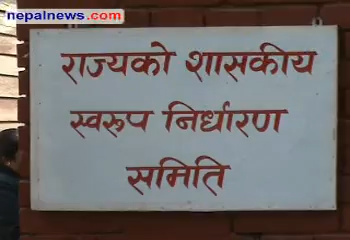 nepalnews.com
राज्यको शासकीय
स्वरूप निर्धारण
समिति